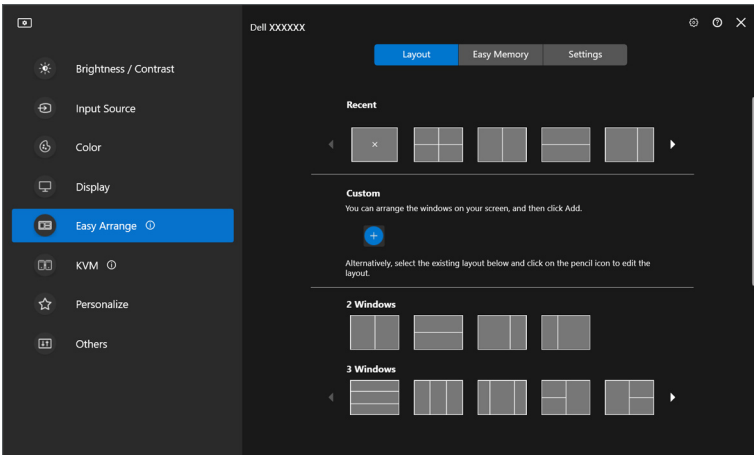 Dell XXXXXX
Brightness / Contrast
Input Source
Color
Display
Easy Arrange
KVM
Personalize
Others
Layout
Easy Memory
Settings
Recent
Custom
You can arrange the windows on your screen, and then click Add.
Alternatively, select the existing layout below and click on the pencil icon to edit the
layout.
2 Windows
3 Windows